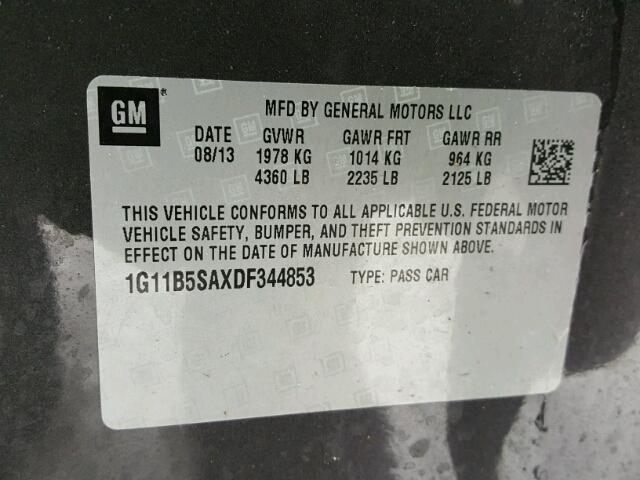 GM
MFD BY GENERAL MOTORS LLC
DATE GVWR GAWR FRT GAWR RR
08/13 1978 KG 1014 KG 964 KG
4360 LB 2235 LB 2125 LB
THIS VEHICLE CONFORMS TO ALL APPLICABLE U.S. FEDERAL MOTOR
VEHICLE SAFETY, BUMPER, AND THEFT PREVENTION STANDARDS IN
EFFECT ON THE DATE OF MANUFACTURE SHOWN ABOVE.
1G11B5SAXDF344853 TYPE: PASS CAR